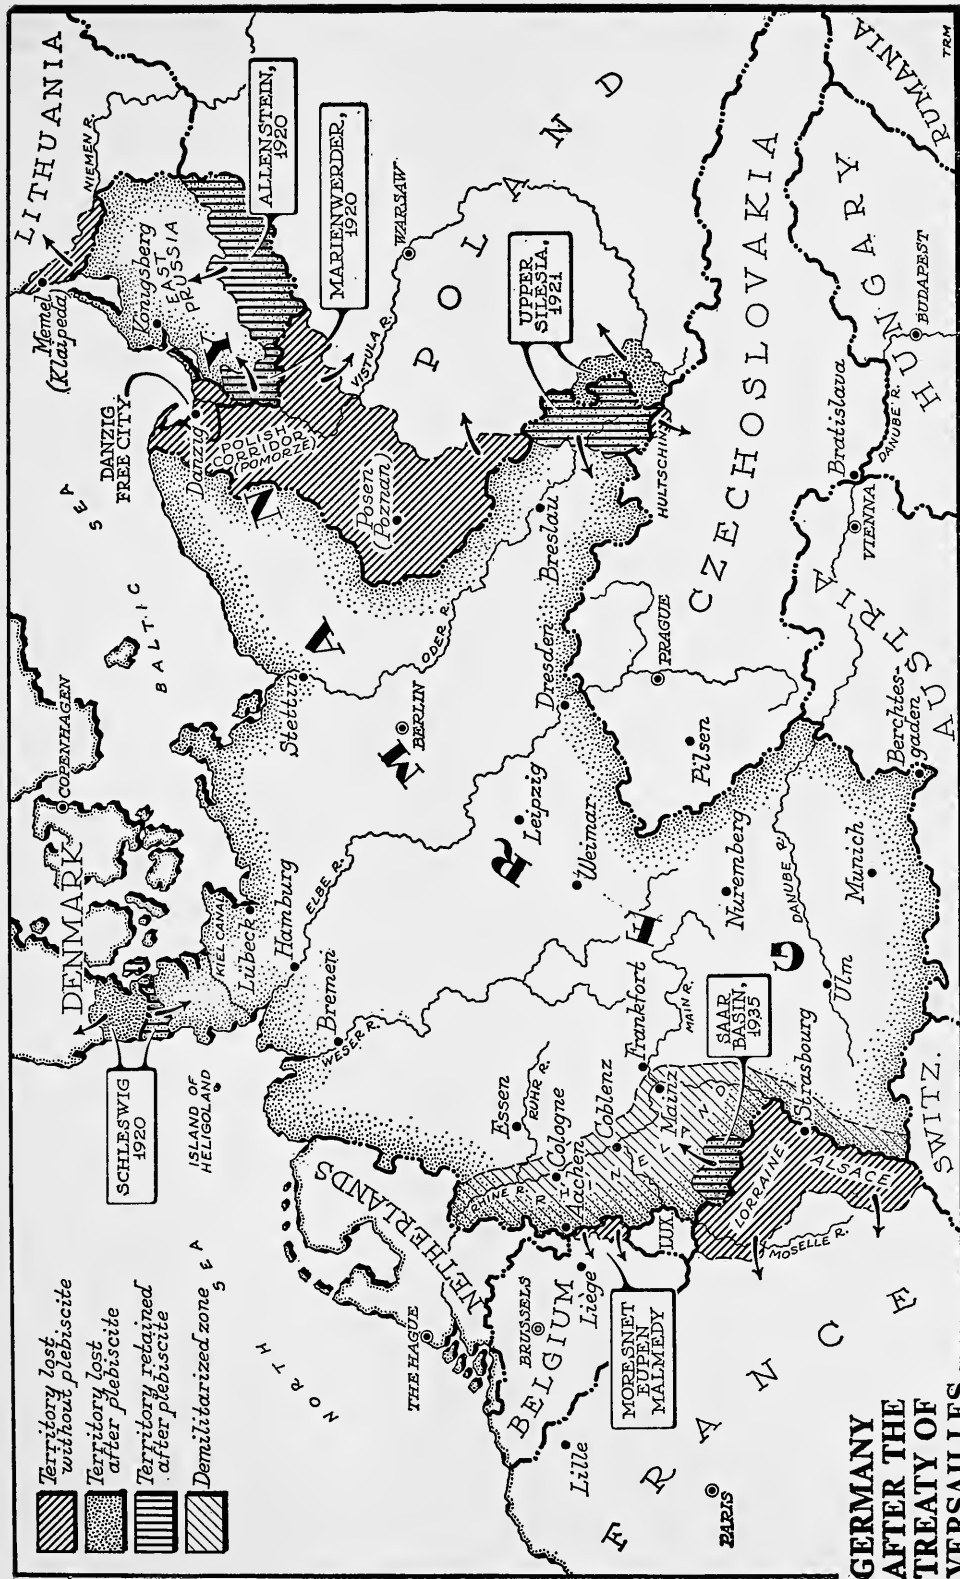 Territory lost
without plebiscite
Territory lost
after plebiscite
Territory retained
after plebiscite
Demilitarized zone
GERMANY
AFTER THE
TREATY OF
VERSAILLES
NORTH
SEA
SCHLESWIG
1920
ISLAND OF
HELIGOLAND
DENMARK
COPENHAGEN
BALTIC
SEA
KIEL CANAL
Lübeck
Hamburg
Bremen
ELBE R.
WESER R.
Stettin
ODER R.
BERLIN
DANZIG
FREE CITY
Danzig
POLISH
CORRIDOR
(POMORZE)
Memel
(Klaipeda)
LITHUANIA
NIEMEN R.
Konigsberg
EAST
PRUSSIA
ALLENSTEIN,
1920
MARIENWERDER,
1920
Posen
(Poznan)
VISTULA R.
WARSAW
POLAND
THE HAGUE
NETHERLANDS
BRUSSELS
BELGIUM
Liège
Lille
MORESNET
EUPEN
MALMEDY
LUX
Essen
RUHR R.
Cologne
Aachen
RHINE R.
RHINELAND
Coblenz
Frankfort
Mainz
MAIN R.
SAAR
BASIN,
1935
LORRAINE
ALSACE
MOSELLE R.
Strasbourg
FRANCE
PARIS
GERMANY
Leipzig
Weimar
Dresden
Breslau
UPPER
SILESIA.
1921
HULTSCHIN
Nuremberg
DANUBE R.
Ulm
Munich
Berchtes-
gaden
SWITZ.
Pilsen
PRAGUE
CZECHOSLOVAKIA
AUSTRIA
VIENNA
Bratislava
DANUBE R.
HUNGARY
BUDAPEST
RUMANIA
TRM